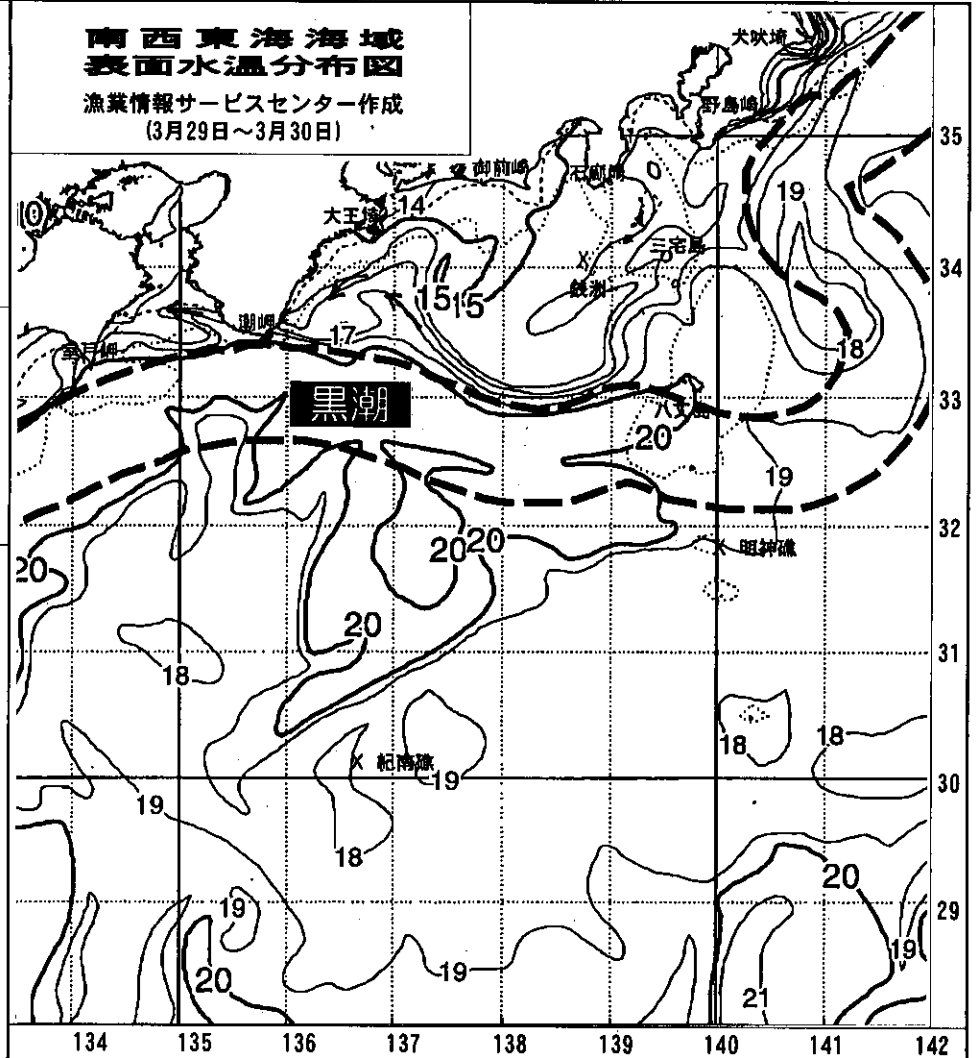 南西東海海域
表面水温分布図
漁業情報サービスセンター作成
(3月29日～3月30日)
犬吠埼
野島崎
35
御前崎
石廊崎
19
大王埼
14
三宅島
34
X
銭洲
15
15
潮岬
17
18
室戸岬
黒潮
33
八丈島
20
19
32
20
20
X 明神礁
20
20
31
18
18
18
X 紀南礁
19
30
19
18
20
29
19
19
19
20
21
134
135
136
137
138
139
140
141
142